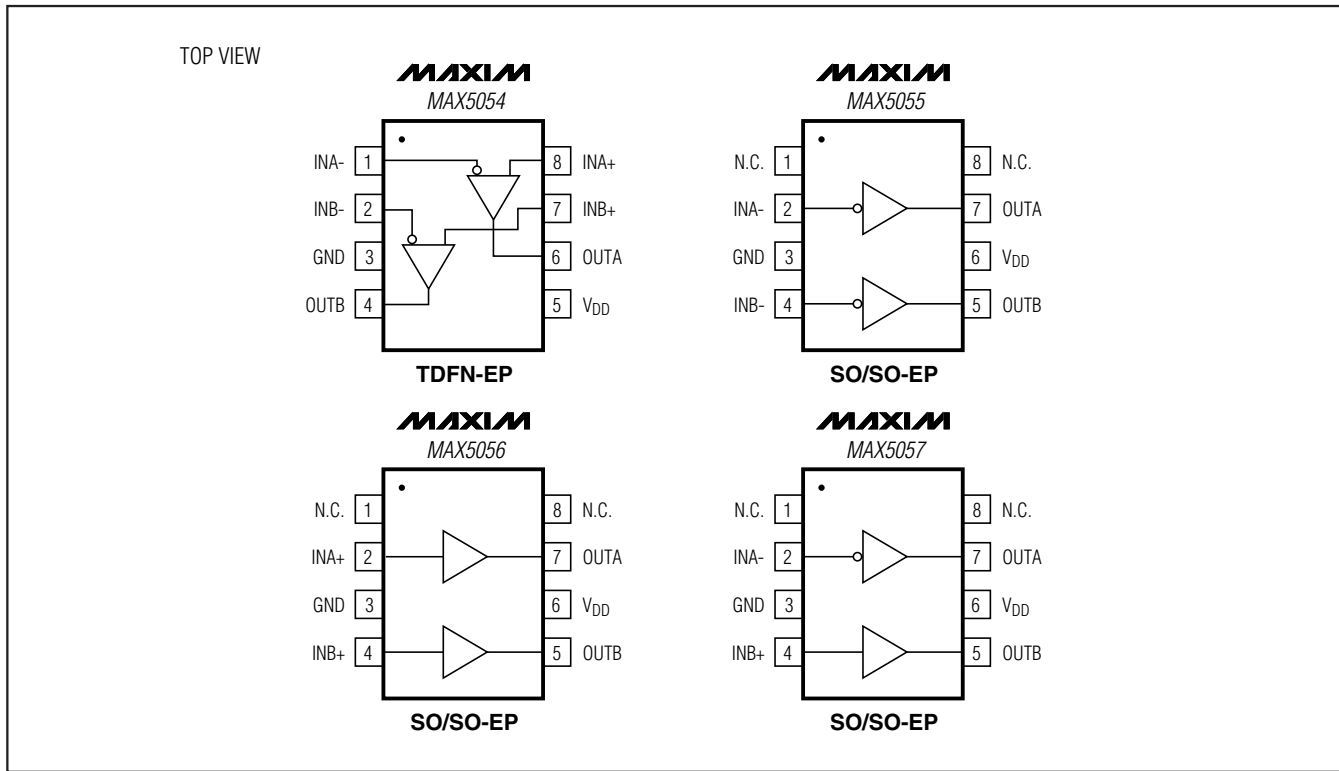 TOP VIEW
MAXIM
MAX5054
INA- 1
8 INA+
INB- 2
7 INB+
GND 3
6 OUTA
OUTB 4
5 VDD
TDFN-EP
MAXIM
MAX5055
N.C. 1
8 N.C.
INA- 2
7 OUTA
GND 3
6 VDD
INB- 4
5 OUTB
SO/SO-EP
MAXIM
MAX5056
N.C. 1
8 N.C.
INA+ 2
7 OUTA
GND 3
6 VDD
INB+ 4
5 OUTB
SO/SO-EP
MAXIM
MAX5057
N.C. 1
8 N.C.
INA- 2
7 OUTA
GND 3
6 VDD
INB+ 4
5 OUTB
SO/SO-EP